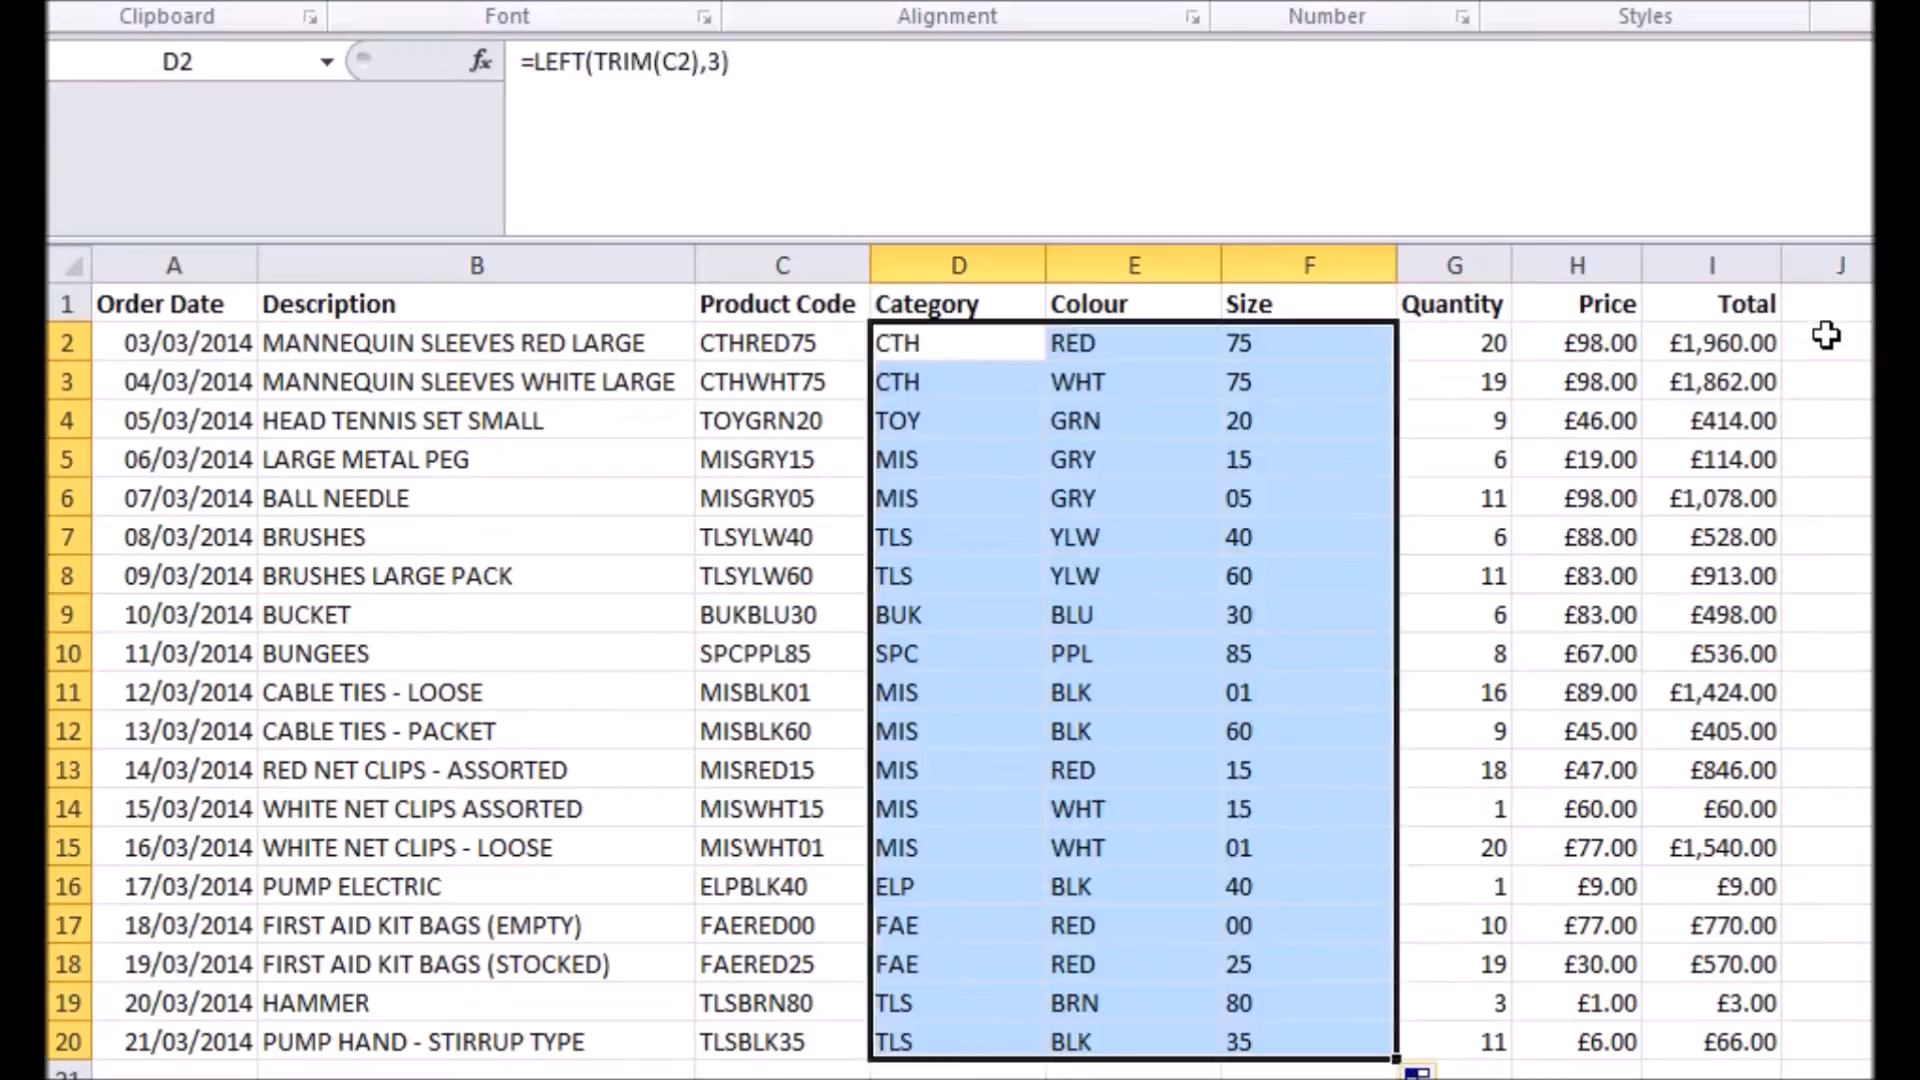 Clipboard Font Alignment Number Styles
D2 fx =LEFT(TRIM(C2),3)
A B C D E F G H I J
1 Order Date Description Product Code Category Colour Size Quantity Price Total
2 03/03/2014 MANNEQUIN SLEEVES RED LARGE CTHRED75 CTH RED 75 20 £98.00 £1,960.00
3 04/03/2014 MANNEQUIN SLEEVES WHITE LARGE CTHWHT75 CTH WHT 75 19 £98.00 £1,862.00
4 05/03/2014 HEAD TENNIS SET SMALL TOYGRN20 TOY GRN 20 9 £46.00 £414.00
5 06/03/2014 LARGE METAL PEG MISGRY15 MIS GRY 15 6 £19.00 £114.00
6 07/03/2014 BALL NEEDLE MISGRY05 MIS GRY 05 11 £98.00 £1,078.00
7 08/03/2014 BRUSHES TLSYLW40 TLS YLW 40 6 £88.00 £528.00
8 09/03/2014 BRUSHES LARGE PACK TLSYLW60 TLS YLW 60 11 £83.00 £913.00
9 10/03/2014 BUCKET BUKBLU30 BUK BLU 30 6 £83.00 £498.00
10 11/03/2014 BUNGEES SPCPPL85 SPC PPL 85 8 £67.00 £536.00
11 12/03/2014 CABLE TIES - LOOSE MISBLK01 MIS BLK 01 16 £89.00 £1,424.00
12 13/03/2014 CABLE TIES - PACKET MISBLK60 MIS BLK 60 9 £45.00 £405.00
13 14/03/2014 RED NET CLIPS - ASSORTED MISRED15 MIS RED 15 18 £47.00 £846.00
14 15/03/2014 WHITE NET CLIPS ASSORTED MISWHT15 MIS WHT 15 1 £60.00 £60.00
15 16/03/2014 WHITE NET CLIPS - LOOSE MISWHT01 MIS WHT 01 20 £77.00 £1,540.00
16 17/03/2014 PUMP ELECTRIC ELPBLK40 ELP BLK 40 1 £9.00 £9.00
17 18/03/2014 FIRST AID KIT BAGS (EMPTY) FAERED00 FAE RED 00 10 £77.00 £770.00
18 19/03/2014 FIRST AID KIT BAGS (STOCKED) FAERED25 FAE RED 25 19 £30.00 £570.00
19 20/03/2014 HAMMER TLSBRN80 TLS BRN 80 3 £1.00 £3.00
20 21/03/2014 PUMP HAND - STIRRUP TYPE TLSBLK35 TLS BLK 35 11 £6.00 £66.00